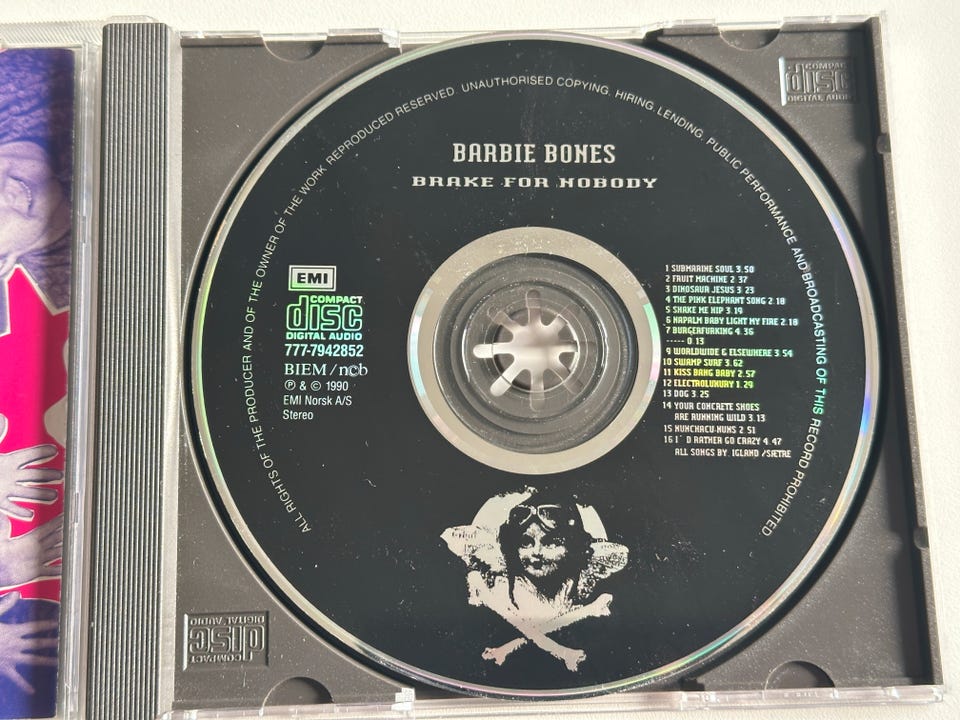 ALL RIGHTS OF THE PRODUCER AND OF THE OWNER OF THE WORK REPRODUCED RESERVED. UNAUTHORISED COPYING, HIRING, LENDING, PUBLIC PERFORMANCE AND BROADCASTING OF THIS RECORD PROHIBITED
BARBIE BONES
BRAKE FOR NOBODY
EMI
COMPACT
disc
DIGITAL AUDIO
777-7942852
BIEM / ncb
℗ & © 1990
EMI Norsk A/S
Stereo
1 SUBMARINE SOUL 3.50
2 FRUIT MACHINE 2.37
3 DINOSAUR JESUS 3.23
4 THE PINK ELEPHANT SONG 2.18
5 SHAKE ME HIP 3.19
6 NAPALM BABY LIGHT MY FIRE 2.18
7 BURGERFURKING 4.36
----- 0.13
9 WORLDWIDE & ELSEWHERE 3.54
10 SWAMP SURF 3.62
11 KISS BANG BABY 2.57
12 ELECTROLUXURY 1.29
13 DOG 3.25
14 YOUR CONCRETE SHOES
ARE RUNNING WILD 3.13
15 NUNCHACU-NUNS 2.51
16 I'D RATHER GO CRAZY 4.47
ALL SONGS BY: IGLAND/SÆTRE
COMPACT
disc
DIGITAL AUDIO
COMPACT
disc
DIGITAL AUDIO